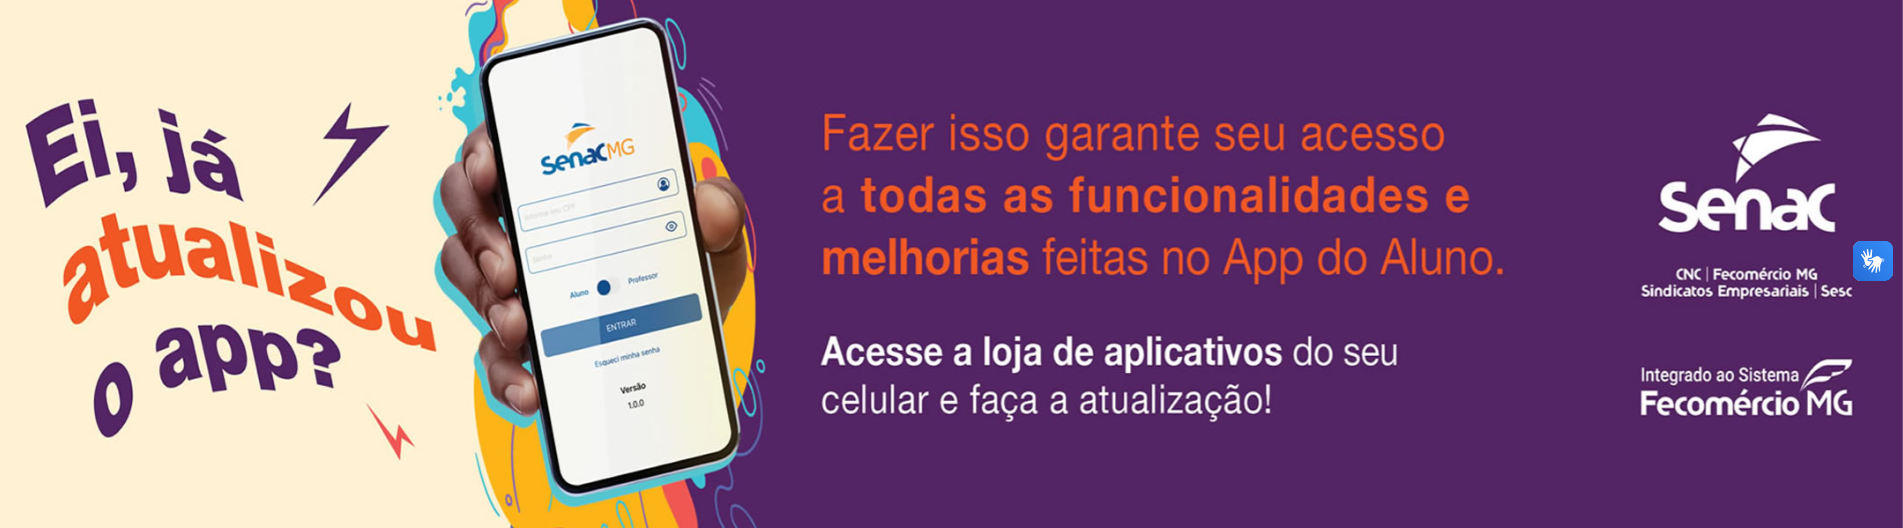 Ei, já
atualizou
o app?
senac MG
Informe seu CPF
Senha
Aluno
Professor
ENTRAR
Esqueci minha senha
Versão
1.0.0
Fazer isso garante seu acesso
a todas as funcionalidades e
melhorias feitas no App do Aluno.
Acesse a loja de aplicativos do seu
celular e faça a atualização!
Senac
CNC | Fecomércio MG
Sindicatos Empresariais | Sesc
Integrado ao Sistema
Fecomércio MG